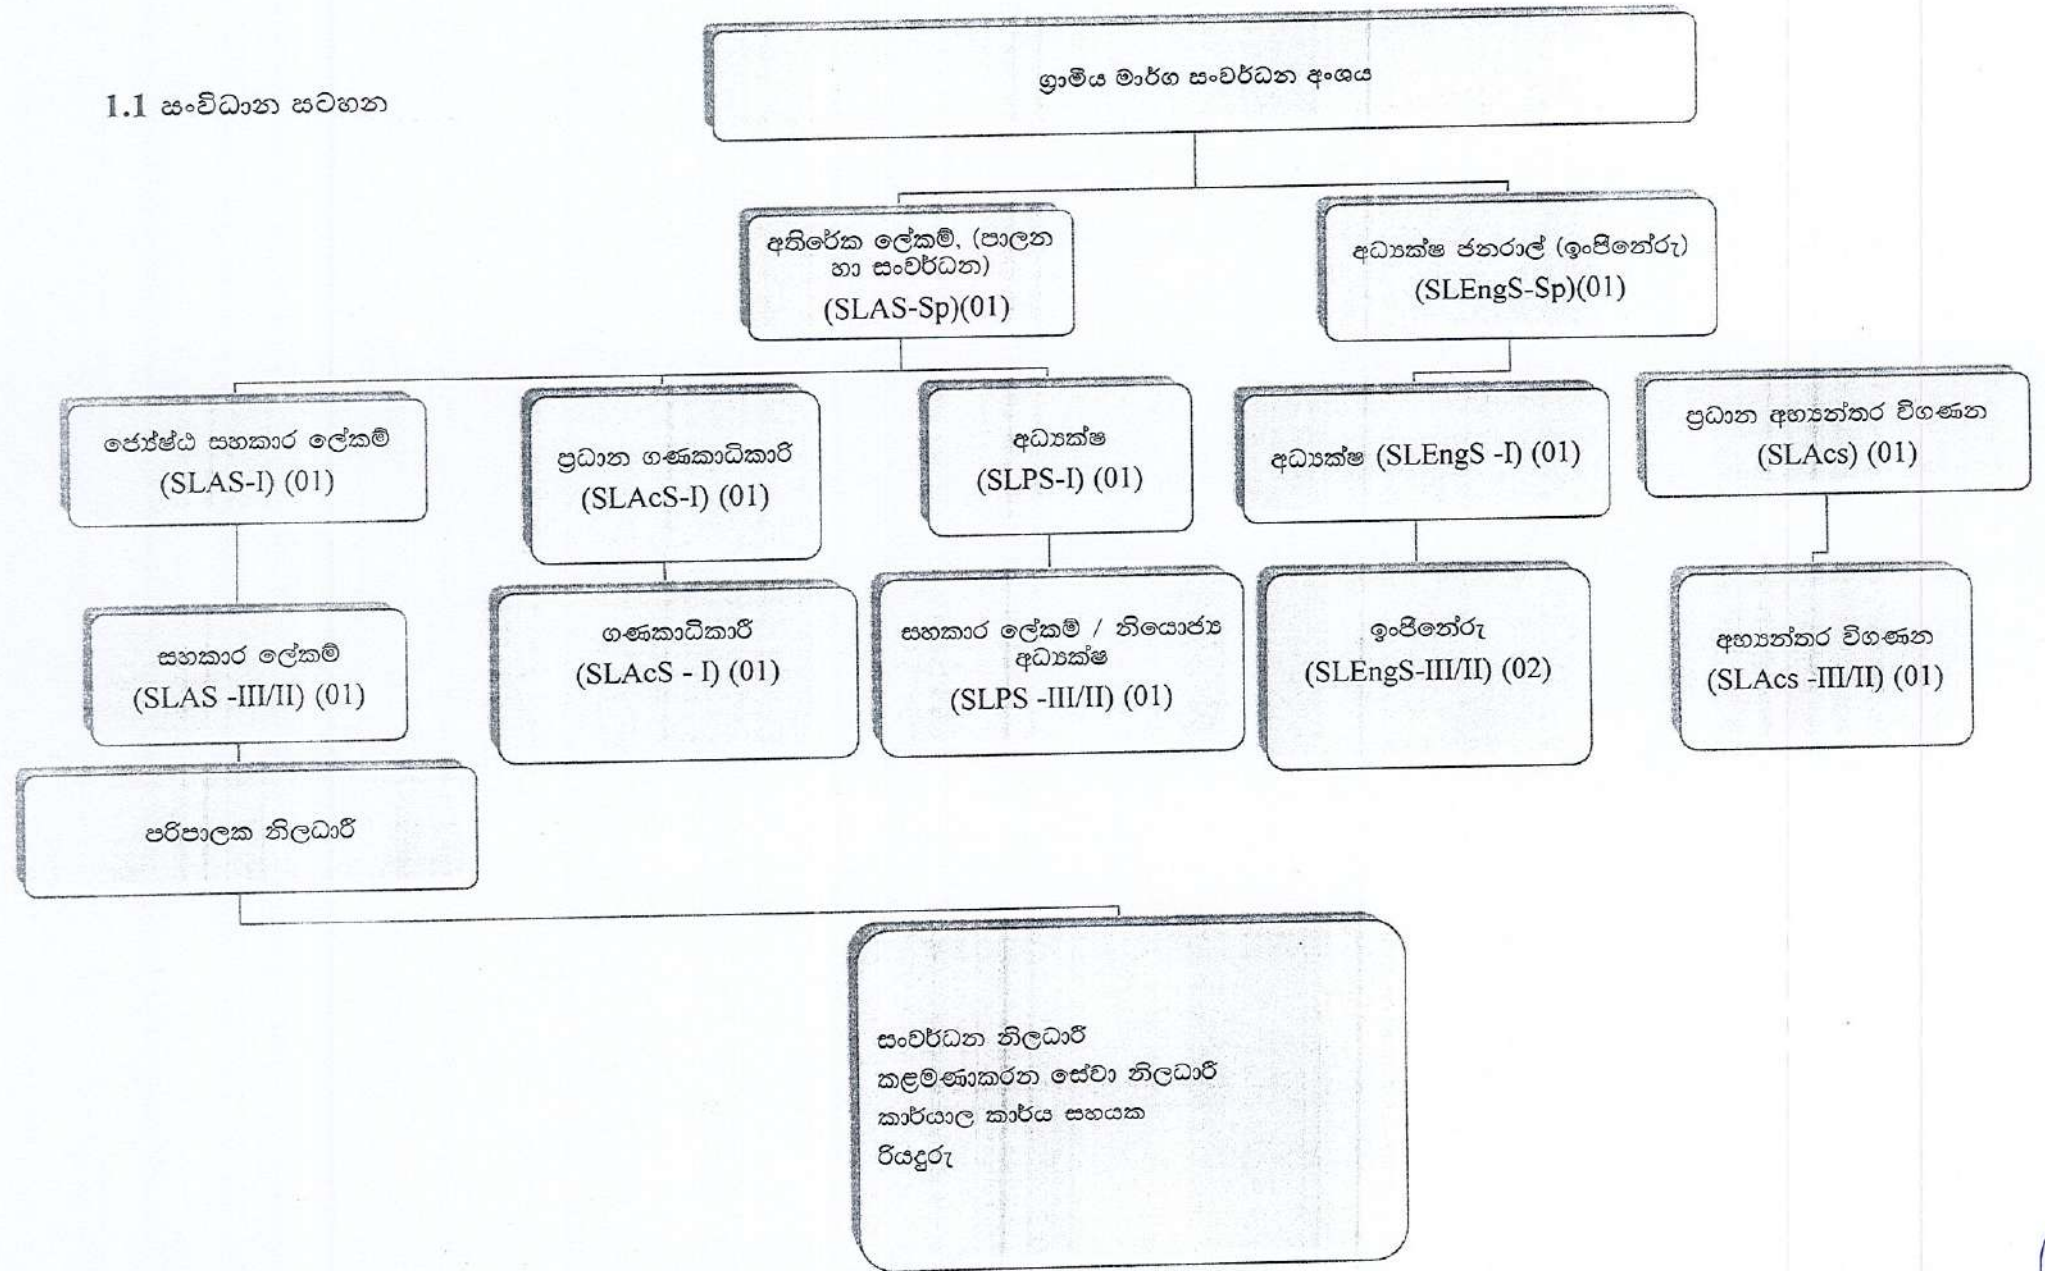 1.1 සංවිධාන සටහන
ග්‍රාමීය මාර්ග සංවර්ධන අංශය
අතිරේක ලේකම්, (පාලන
හා සංවර්ධන)
(SLAS-Sp)(01)
අධ්‍යක්ෂ ජනරාල් (ඉංජිනේරු)
(SLEngS-Sp)(01)
ජ්‍යේෂ්ඨ සහකාර ලේකම්
(SLAS-I) (01)
ප්‍රධාන ගණකාධිකාරී
(SLAcS-I) (01)
අධ්‍යක්ෂ
(SLPS-I) (01)
අධ්‍යක්ෂ (SLEngS -I) (01)
ප්‍රධාන අභ්‍යන්තර විගණන
(SLAcs) (01)
සහකාර ලේකම්
(SLAS -III/II) (01)
ගණකාධිකාරී
(SLAcS - I) (01)
සහකාර ලේකම් / නියොජ්‍ය
අධ්‍යක්ෂ
(SLPS -III/II) (01)
ඉංජිනේරු
(SLEngS-III/II) (02)
අභ්‍යන්තර විගණන
(SLAcs -III/II) (01)
පරිපාලක නිලධාරී
සංවර්ධන නිලධාරී
කළමණාකරන සේවා නිලධාරී
කාර්යාල කාර්ය සහයක
රියදුරු